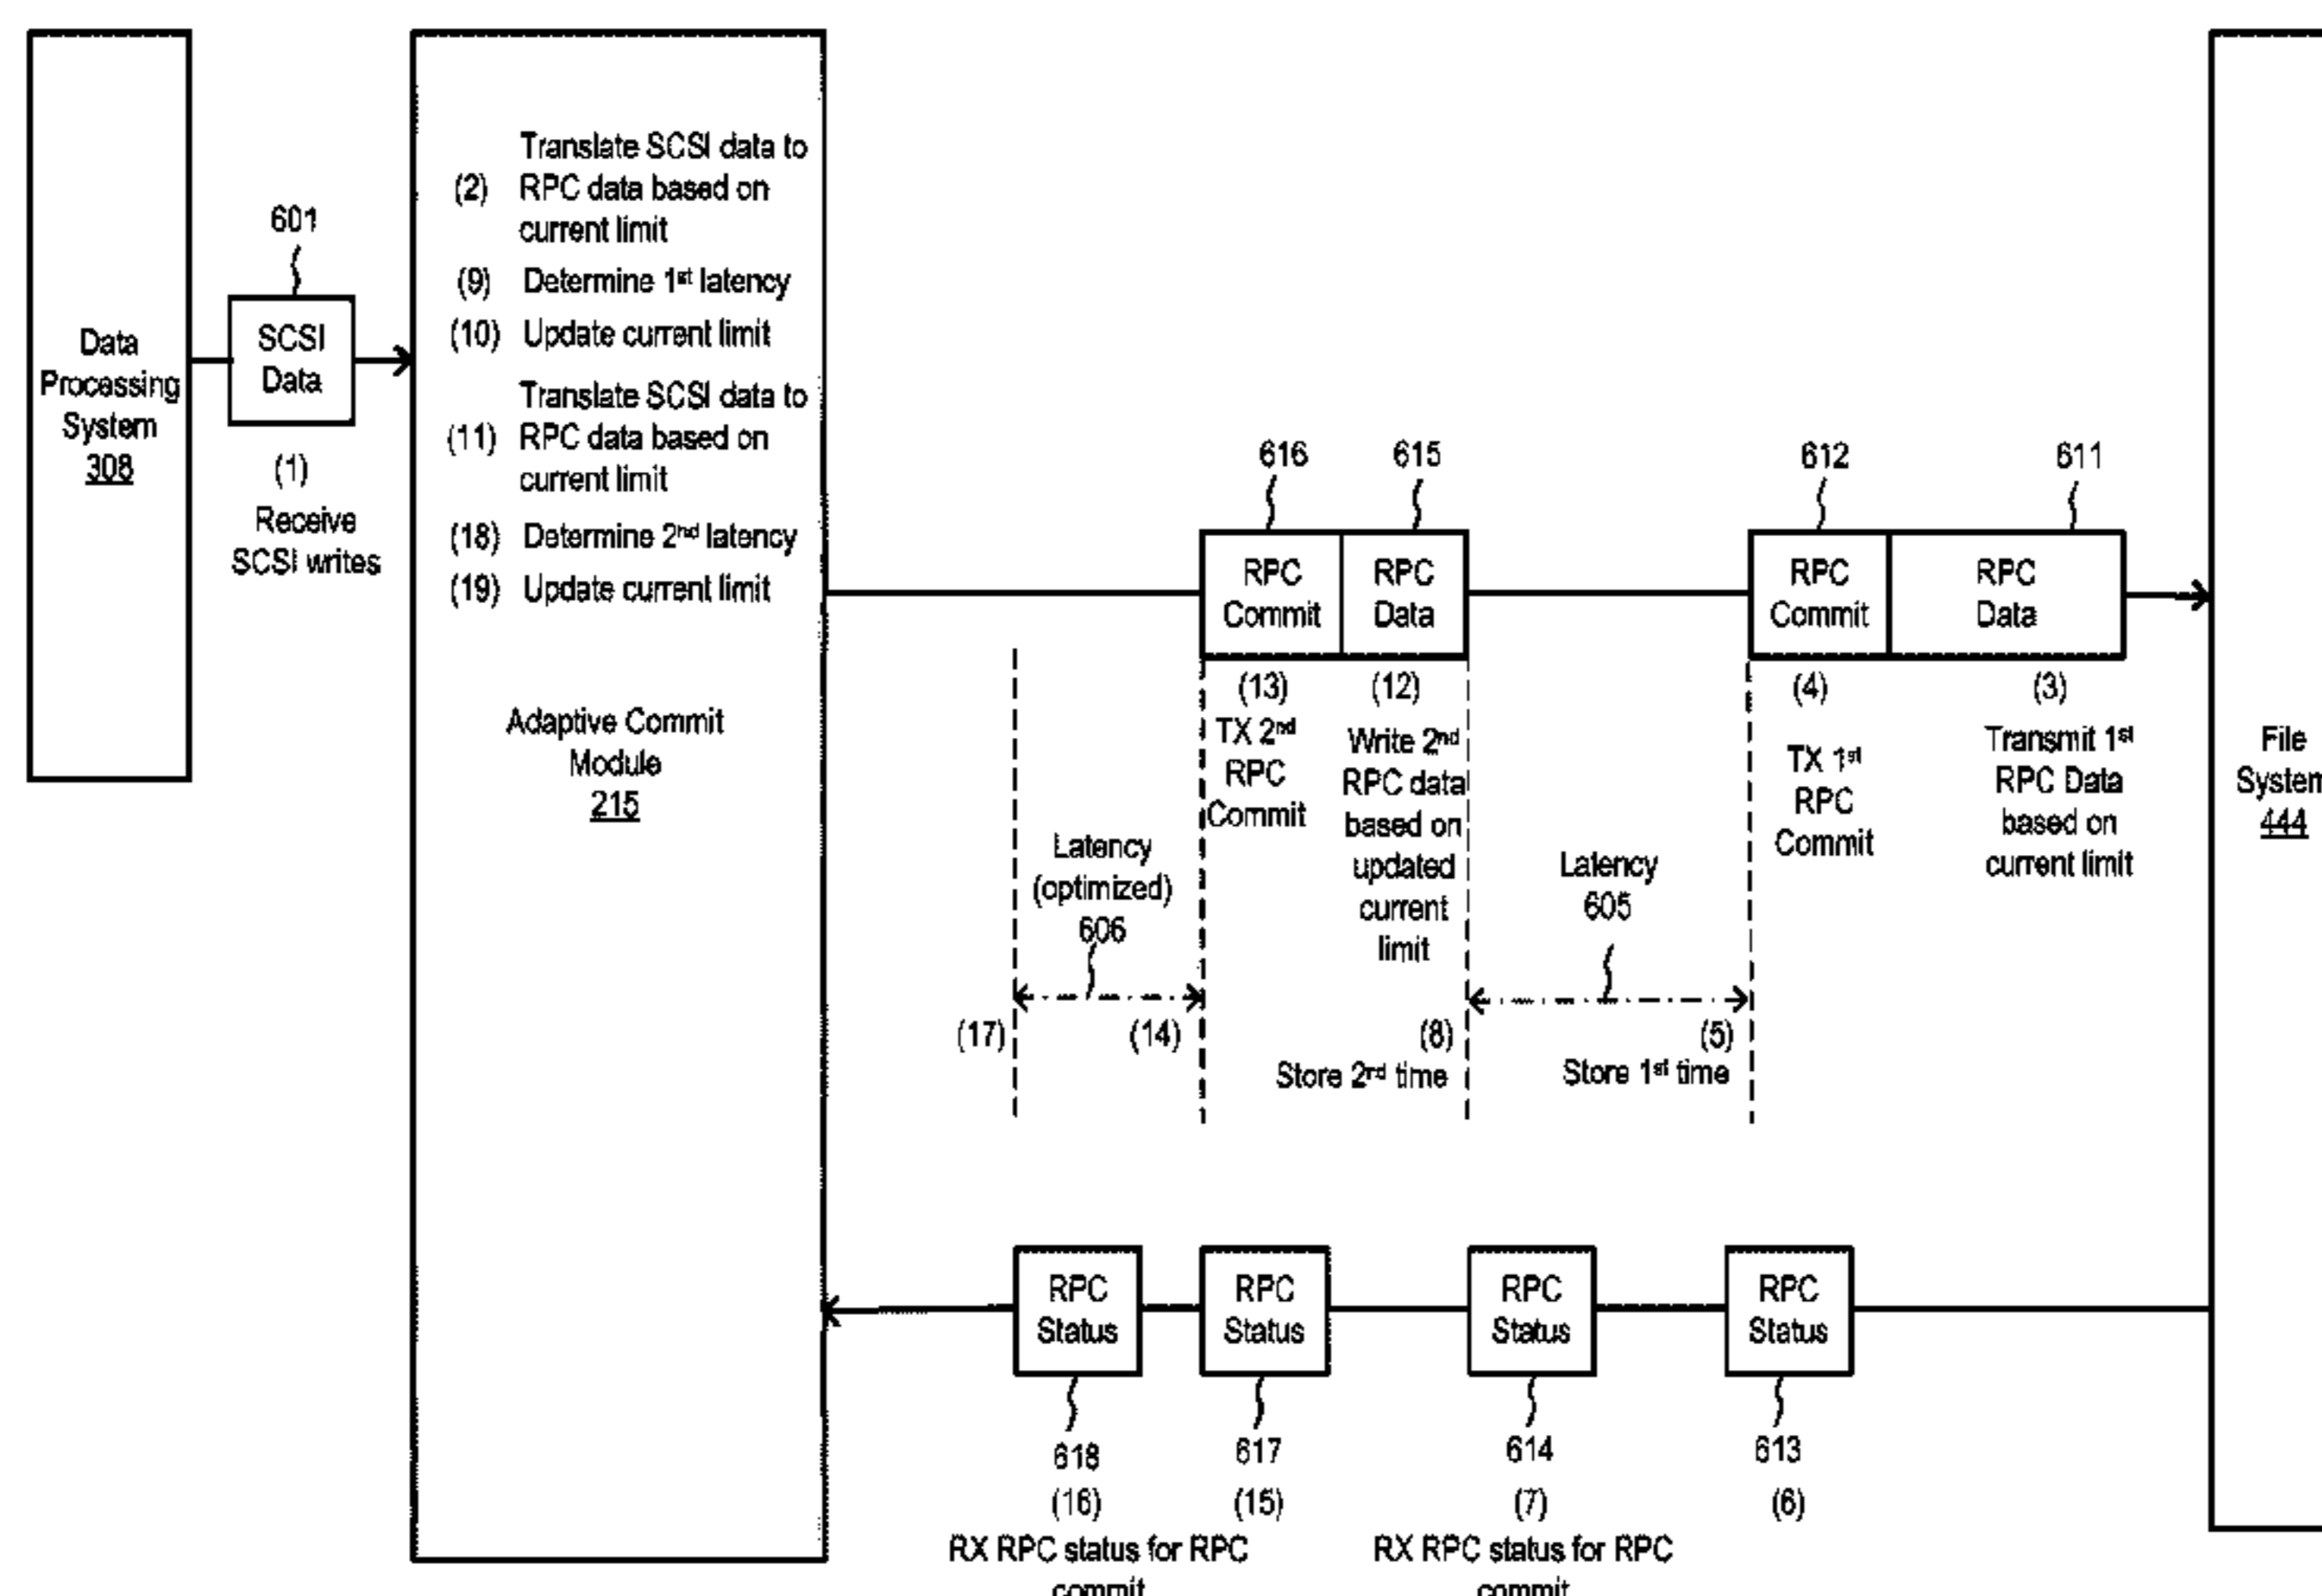 Data
Processing
System
308
601
SCSI
Data
(1)
Receive
SCSI writes
Translate SCSI data to
(2) RPC data based on
current limit
(9) Determine 1st latency
(10) Update current limit
Translate SCSI data to
(11) RPC data based on
current limit
(18) Determine 2nd latency
(19) Update current limit
Adaptive Commit
Module
215
616
615
612
611
RPC
Commit
RPC
Data
RPC
Commit
RPC
Data
(13)
TX 2nd
RPC
Commit
(12)
Write 2nd
RPC data
based on
updated
current
limit
(4)
TX 1st
RPC
Commit
(3)
Transmit 1st
RPC Data
based on
current limit
File
System
444
Latency
(optimized)
606
Latency
605
(17)
(14)
(8)
Store 2nd time
(5)
Store 1st time
RPC
Status
RPC
Status
RPC
Status
RPC
Status
618
617
614
613
(16)
(15)
(7)
(6)
RX RPC status for RPC
commit
RX RPC status for RPC
commit